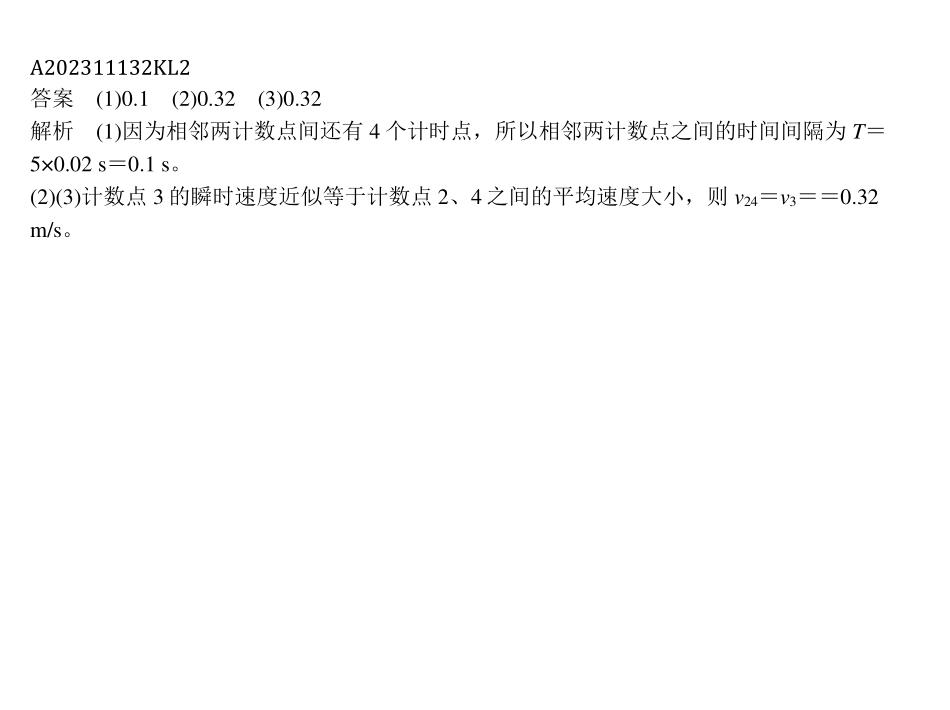 A202311132KL2
答案　(1)0.1　(2)0.32　(3)0.32
解析　(1)因为相邻两计数点间还有 4 个计时点，所以相邻两计数点之间的时间间隔为 T＝
5×0.02 s＝0.1 s。
(2)(3)计数点 3 的瞬时速度近似等于计数点 2、4 之间的平均速度大小，则 v₂₄＝v₃＝＝0.32
m/s。